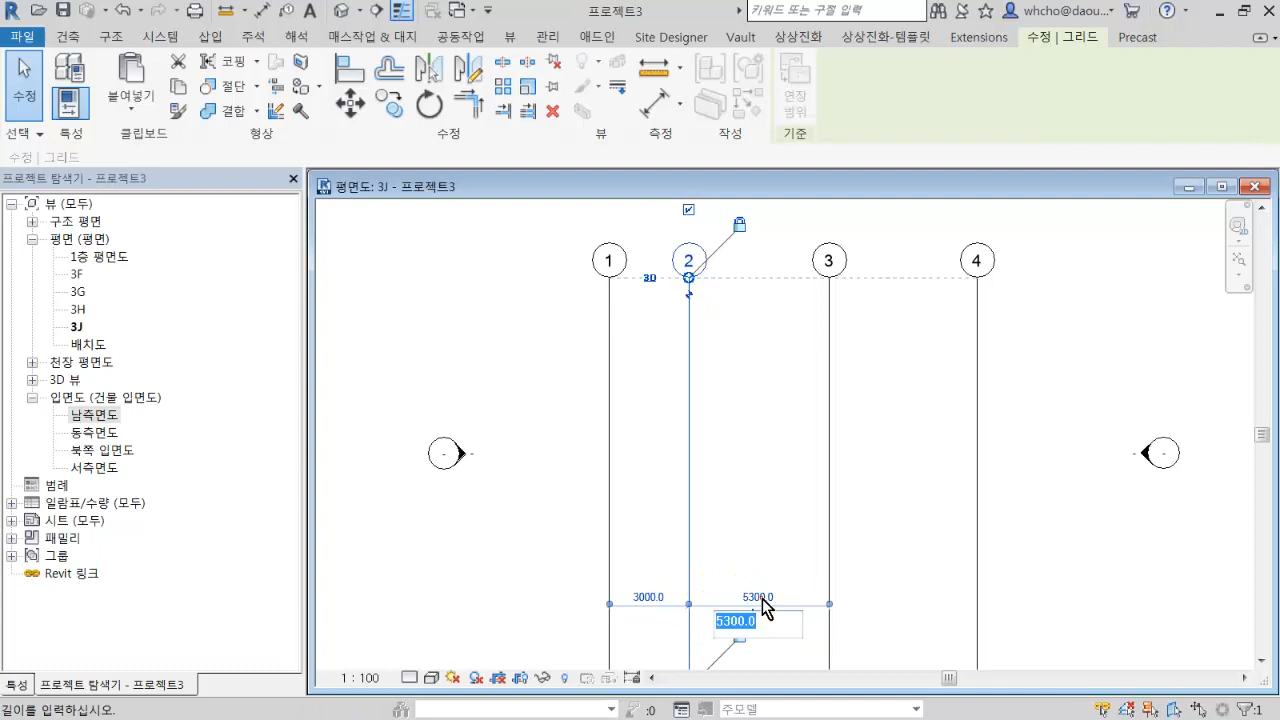 프로젝트3
키워드 또는 구절 입력
whcho@daou...
파일 건축 구조 시스템 삽입 주석 해석 매스작업 & 대지 공동작업 뷰 관리 애드인 Site Designer Vault 상상진화 상상진화-템플릿 Extensions 수정 | 그리드 Precast
수정
붙여넣기
코핑
절단
결합
연장
범위
선택 특성 클립보드 형상 수정 뷰 측정 작성 기준
수정 | 그리드
프로젝트 탐색기 - 프로젝트3
뷰 (모두)
구조 평면
평면 (평면)
1층 평면도
3F
3G
3H
3J
배치도
천장 평면도
3D 뷰
입면도 (건물 입면도)
남측면도
동측면도
북쪽 입면도
서측면도
범례
일람표/수량 (모두)
시트 (모두)
패밀리
그룹
Revit 링크
특성 프로젝트 탐색기 - 프로젝트3
평면도: 3J - 프로젝트3
2D
1 2 3 4
3D
- -
3000.0 5300.0
5300.0
1 : 100
길이를 입력하십시오.
:0
주모델
:1